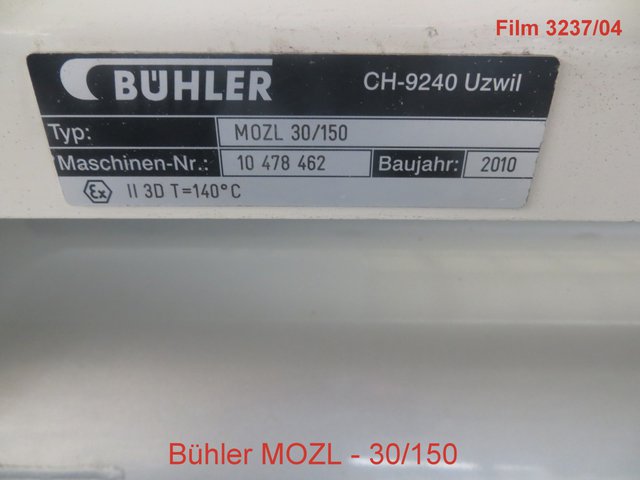 Film 3237/04
BÜHLER CH-9240 Uzwil
Typ: MOZL 30/150
Maschinen-Nr.: 10 478 462 Baujahr: 2010
Ex II 3D T=140°C
Bühler MOZL - 30/150